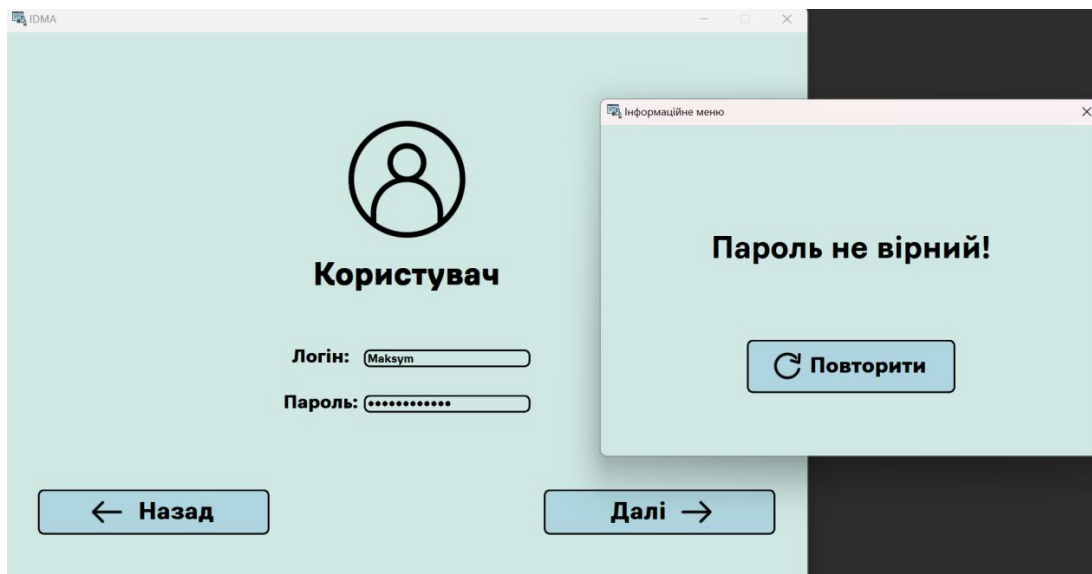 IDMA
Користувач
Логін: Maksym
Пароль: ••••••••••••
← Назад
Далі →
Інформаційне меню
Пароль не вірний!
Повторити